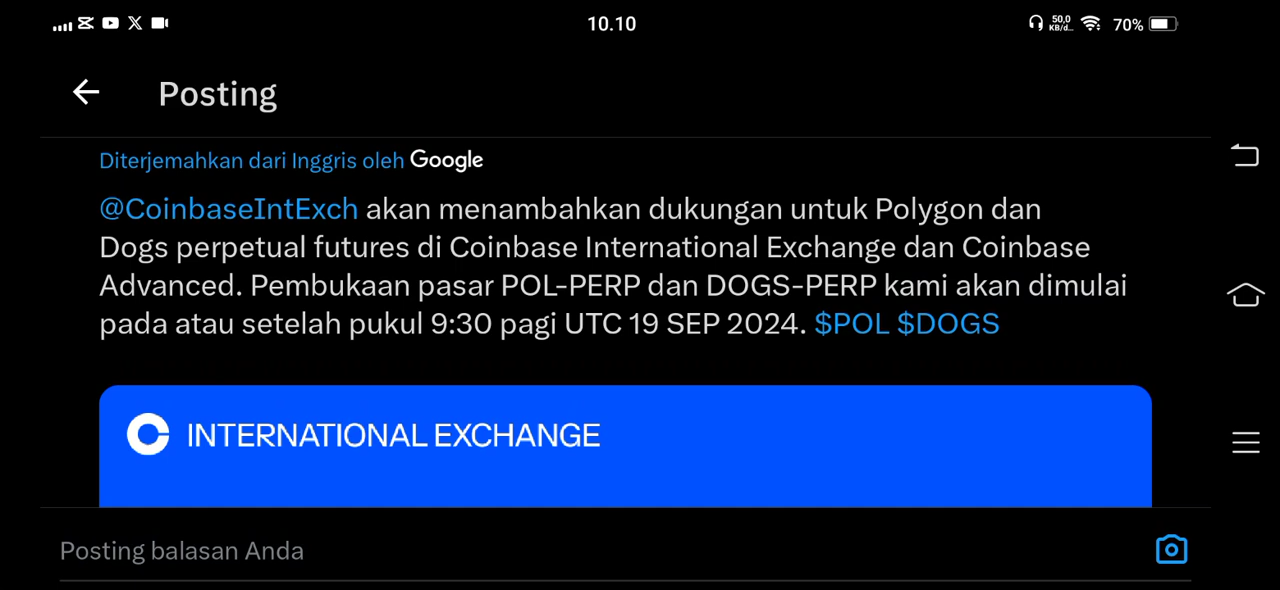 10.10
50,0
KB/d...
70%
Posting
Diterjemahkan dari Inggris oleh Google
@CoinbaseIntExch akan menambahkan dukungan untuk Polygon dan
Dogs perpetual futures di Coinbase International Exchange dan Coinbase
Advanced. Pembukaan pasar POL-PERP dan DOGS-PERP kami akan dimulai
pada atau setelah pukul 9:30 pagi UTC 19 SEP 2024. $POL $DOGS
INTERNATIONAL EXCHANGE
Posting balasan Anda